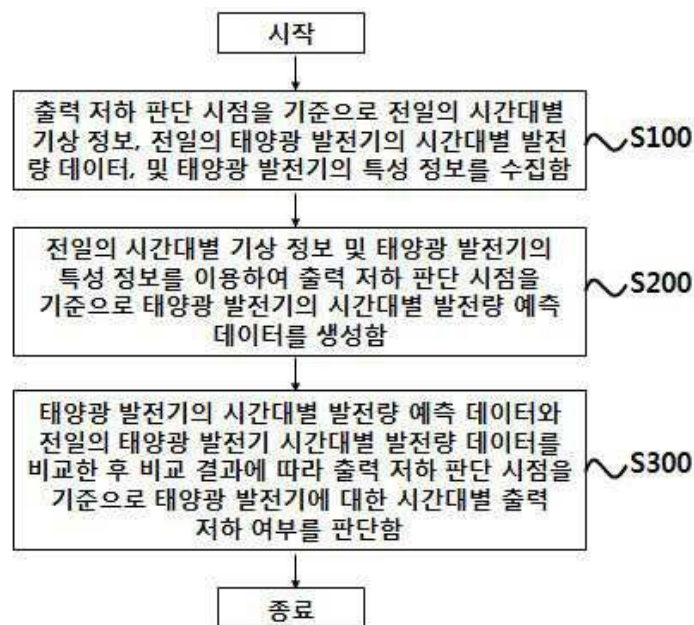 시작
출력 저하 판단 시점을 기준으로 전일의 시간대별
기상 정보, 전일의 태양광 발전기의 시간대별 발전
량 데이터, 및 태양광 발전기의 특성 정보를 수집함
S100
전일의 시간대별 기상 정보 및 태양광 발전기의
특성 정보를 이용하여 출력 저하 판단 시점을
기준으로 태양광 발전기의 시간대별 발전량 예측
데이터를 생성함
S200
태양광 발전기의 시간대별 발전량 예측 데이터와
전일의 태양광 발전기 시간대별 발전량 데이터를
비교한 후 비교 결과에 따라 출력 저하 판단 시점을
기준으로 태양광 발전기에 대한 시간대별 출력
저하 여부를 판단함
S300
종료